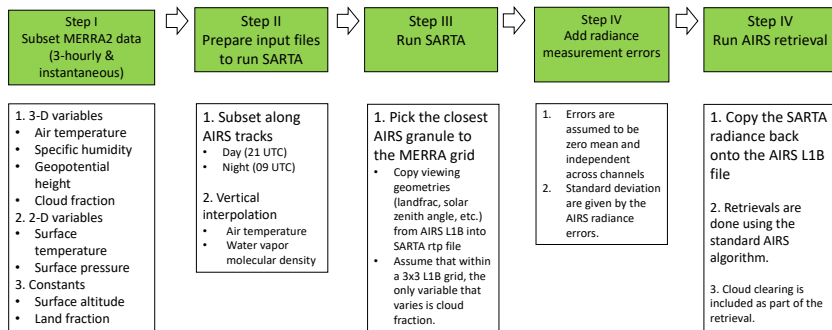 Step I
Subset MERRA2 data
(3-hourly &
instantaneous)
Step II
Prepare input files
to run SARTA
Step III
Run SARTA
Step IV
Add radiance
measurement errors
Step IV
Run AIRS retrieval
1. 3-D variables
• Air temperature
• Specific humidity
• Geopotential
height
• Cloud fraction
2. 2-D variables
• Surface
temperature
• Surface pressure
3. Constants
• Surface altitude
• Land fraction
1. Subset along
AIRS tracks
• Day (21 UTC)
• Night (09 UTC)
2. Vertical
interpolation
• Air temperature
• Water vapor
molecular density
1. Pick the closest
AIRS granule to
the MERRA grid
• Copy viewing
geometries
(landfrac, solar
zenith angle, etc.)
from AIRS L1B into
SARTA rtp file
• Assume that within
a 3x3 L1B grid, the
only variable that
varies is cloud
fraction.
1. Errors are
assumed to be
zero mean and
independent
across channels
2. Standard deviation
are given by the
AIRS radiance
errors.
1. Copy the SARTA
radiance back
onto the AIRS L1B
file
2. Retrievals are
done using the
standard AIRS
algorithm.
3. Cloud clearing is
included as part of the
retrieval.